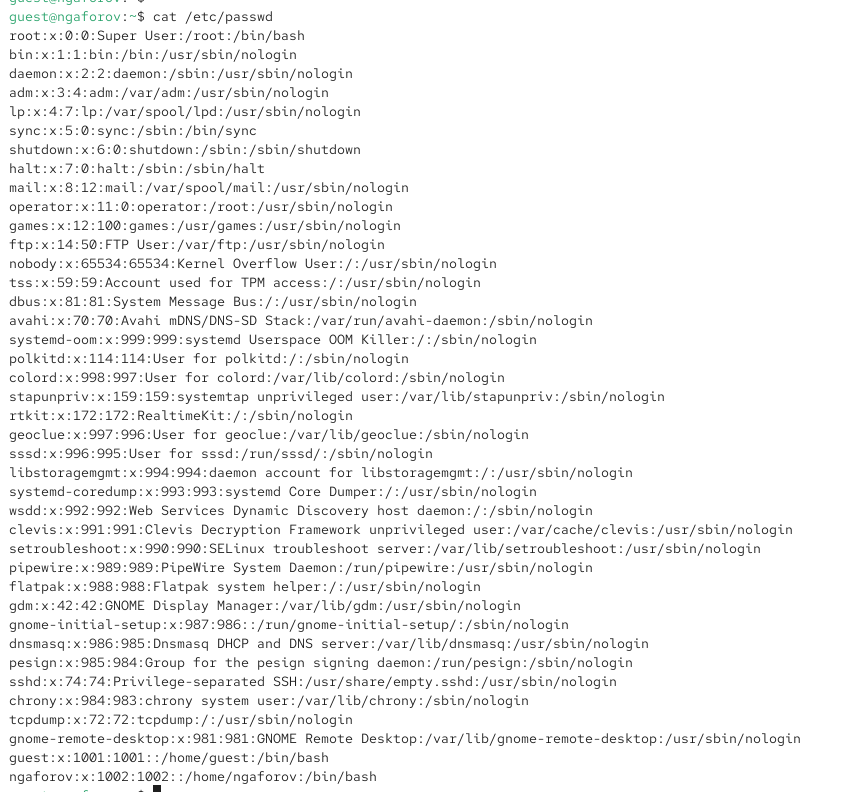 guest@ngaforov:~$ cat /etc/passwd
root:x:0:0:Super User:/root:/bin/bash
bin:x:1:1:bin:/bin:/usr/sbin/nologin
daemon:x:2:2:daemon:/sbin:/usr/sbin/nologin
adm:x:3:4:adm:/var/adm:/usr/sbin/nologin
lp:x:4:7:lp:/var/spool/lpd:/usr/sbin/nologin
sync:x:5:0:sync:/sbin:/bin/sync
shutdown:x:6:0:shutdown:/sbin:/sbin/shutdown
halt:x:7:0:halt:/sbin:/sbin/halt
mail:x:8:12:mail:/var/spool/mail:/usr/sbin/nologin
operator:x:11:0:operator:/root:/usr/sbin/nologin
games:x:12:100:games:/usr/games:/usr/sbin/nologin
ftp:x:14:50:FTP User:/var/ftp:/usr/sbin/nologin
nobody:x:65534:65534:Kernel Overflow User:/:/usr/sbin/nologin
tss:x:59:59:Account used for TPM access:/:/usr/sbin/nologin
dbus:x:81:81:System Message Bus:/:/usr/sbin/nologin
avahi:x:70:70:Avahi mDNS/DNS-SD Stack:/var/run/avahi-daemon:/sbin/nologin
systemd-oom:x:999:999:systemd Userspace OOM Killer:/:/sbin/nologin
polkitd:x:114:114:User for polkitd:/:/sbin/nologin
colord:x:998:997:User for colord:/var/lib/colord:/sbin/nologin
stapunpriv:x:159:159:systemtap unprivileged user:/var/lib/stapunpriv:/sbin/nologin
rtkit:x:172:172:RealtimeKit:/:/sbin/nologin
geoclue:x:997:996:User for geoclue:/var/lib/geoclue:/sbin/nologin
sssd:x:996:995:User for sssd:/run/sssd/:/sbin/nologin
libstoragemgmt:x:994:994:daemon account for libstoragemgmt:/:/usr/sbin/nologin
systemd-coredump:x:993:993:systemd Core Dumper:/:/usr/sbin/nologin
wsdd:x:992:992:Web Services Dynamic Discovery host daemon:/:/sbin/nologin
clevis:x:991:991:Clevis Decryption Framework unprivileged user:/var/cache/clevis:/usr/sbin/nologin
setroubleshoot:x:990:990:SELinux troubleshoot server:/var/lib/setroubleshoot:/usr/sbin/nologin
pipewire:x:989:989:PipeWire System Daemon:/run/pipewire:/usr/sbin/nologin
flatpak:x:988:988:Flatpak system helper:/:/usr/sbin/nologin
gdm:x:42:42:GNOME Display Manager:/var/lib/gdm:/usr/sbin/nologin
gnome-initial-setup:x:987:986::/run/gnome-initial-setup/:/sbin/nologin
dnsmasq:x:986:985:Dnsmasq DHCP and DNS server:/var/lib/dnsmasq:/usr/sbin/nologin
pesign:x:985:984:Group for the pesign signing daemon:/run/pesign:/sbin/nologin
sshd:x:74:74:Privilege-separated SSH:/usr/share/empty.sshd:/usr/sbin/nologin
chrony:x:984:983:chrony system user:/var/lib/chrony:/sbin/nologin
tcpdump:x:72:72:tcpdump:/:/usr/sbin/nologin
gnome-remote-desktop:x:981:981:GNOME Remote Desktop:/var/lib/gnome-remote-desktop:/usr/sbin/nologin
guest:x:1001:1001::/home/guest:/bin/bash
ngaforov:x:1002:1002::/home/ngaforov:/bin/bash